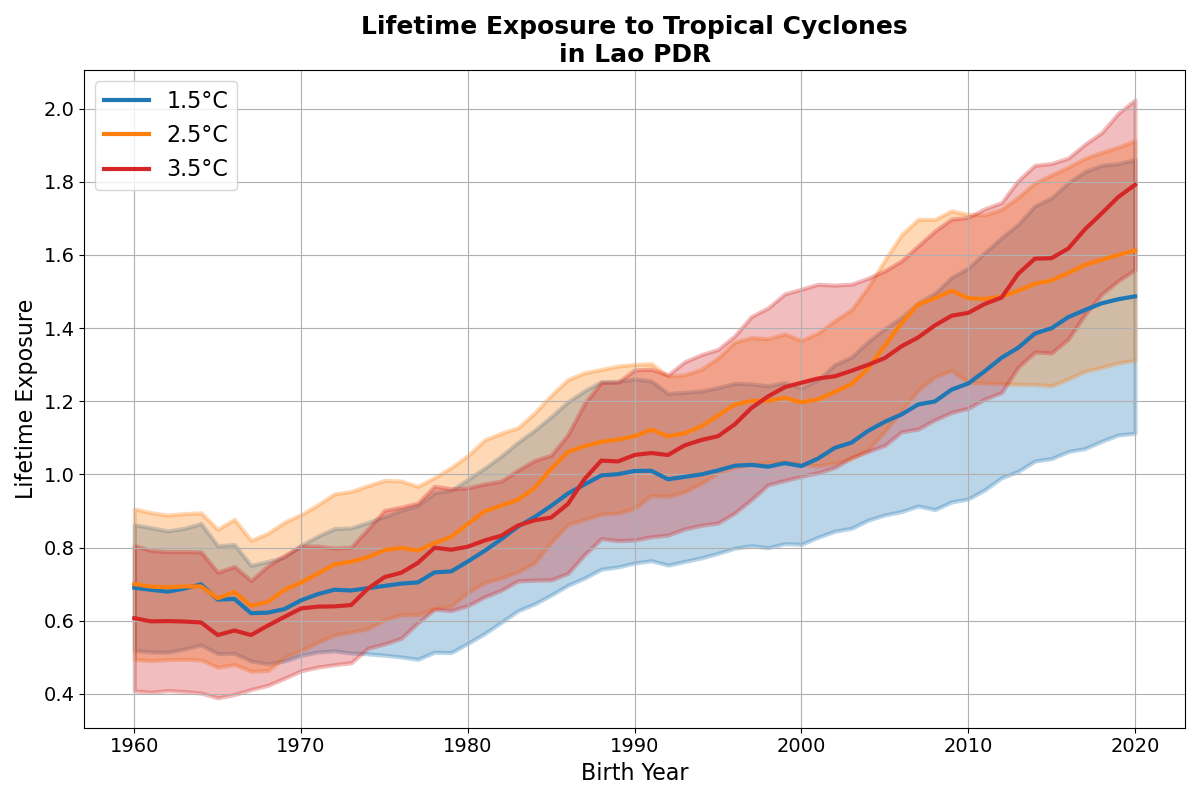 Lifetime Exposure to Tropical Cyclones
in Lao PDR
1.5°C
2.5°C
3.5°C
Lifetime Exposure
2.0
1.8
1.6
1.4
1.2
1.0
0.8
0.6
0.4
1960 1970 1980 1990 2000 2010 2020
Birth Year